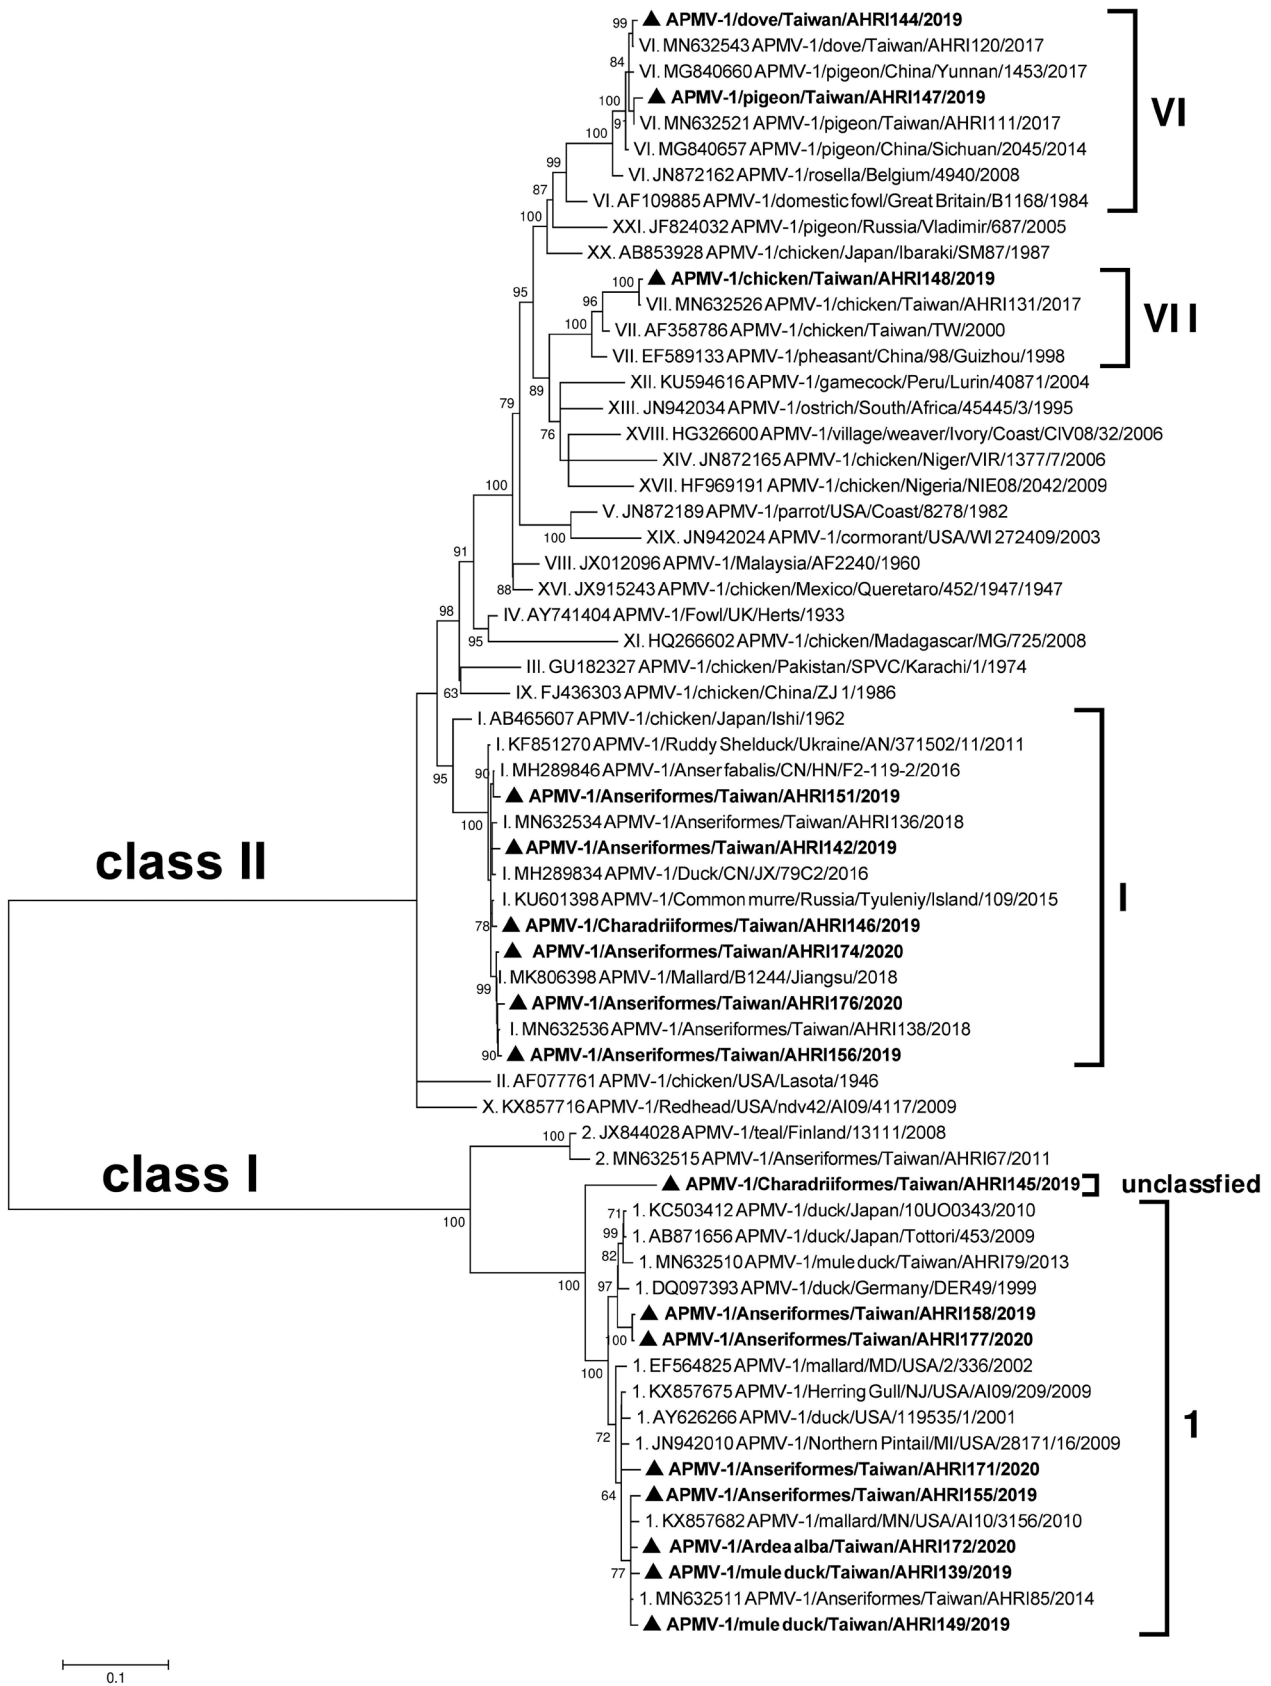 99
APMV-1/dove/Taiwan/AHRI144/2019
VI. MN632543 APMV-1/dove/Taiwan/AHRI120/2017
84
VI. MG840660 APMV-1/pigeon/China/Yunnan/1453/2017
100
APMV-1/pigeon/Taiwan/AHRI147/2019
VI
VI. MN632521 APMV-1/pigeon/Taiwan/AHRI111/2017
100
VI. MG840657 APMV-1/pigeon/China/Sichuan/2045/2014
99
VI. JN872162 APMV-1/rosella/Belgium/4940/2008
87
VI. AF109885 APMV-1/domestic fowl/Great Britain/B1168/1984
100
XXI. JF824032 APMV-1/pigeon/Russia/Vladimir/687/2005
XX. AB853928 APMV-1/chicken/Japan/Ibaraki/SM87/1987
100
APMV-1/chicken/Taiwan/AHRI148/2019
95
96
VII. MN632526 APMV-1/chicken/Taiwan/AHRI131/2017
VII
100
VII. AF358786 APMV-1/chicken/Taiwan/TW/2000
VII. EF589133 APMV-1/pheasant/China/98/Guizhou/1998
89
XII. KU594616 APMV-1/gamecock/Peru/Lurin/40871/2004
79
XIII. JN942034 APMV-1/ostrich/South/Africa/45445/3/1995
76
XVIII. HG326600 APMV-1/village/weaver/Ivory/Coast/CIV08/32/2006
XIV. JN872165 APMV-1/chicken/Niger/VIR/1377/7/2006
100
XVII. HF969191 APMV-1/chicken/Nigeria/NIE08/2042/2009
V. JN872189 APMV-1/parrot/USA/Coast/8278/1982
100
XIX. JN942024 APMV-1/cormorant/USA/WI 272409/2003
91
VIII. JX012096 APMV-1/Malaysia/AF2240/1960
88
XVI. JX915243 APMV-1/chicken/Mexico/Queretaro/452/1947/1947
98
IV. AY741404 APMV-1/Fowl/UK/Herts/1933
95
XI. HQ266602 APMV-1/chicken/Madagascar/MG/725/2008
III. GU182327 APMV-1/chicken/Pakistan/SPVC/Karachi/1/1974
63
IX. FJ436303 APMV-1/chicken/China/ZJ 1/1986
I. AB465607 APMV-1/chicken/Japan/Ishi/1962
I. KF851270 APMV-1/Ruddy Shelduck/Ukraine/AN/371502/11/2011
95
90
I. MH289846 APMV-1/Anser fabalis/CN/HN/F2-119-2/2016
APMV-1/Anseriformes/Taiwan/AHRI151/2019
100
I. MN632534 APMV-1/Anseriformes/Taiwan/AHRI136/2018
class II
APMV-1/Anseriformes/Taiwan/AHRI142/2019
I. MH289834 APMV-1/Duck/CN/JX/79C2/2016
I
I. KU601398 APMV-1/Common murre/Russia/Tyuleniy/Island/109/2015
78
APMV-1/Charadriiformes/Taiwan/AHRI146/2019
APMV-1/Anseriformes/Taiwan/AHRI174/2020
I. MK806398 APMV-1/Mallard/B1244/Jiangsu/2018
99
APMV-1/Anseriformes/Taiwan/AHRI176/2020
I. MN632536 APMV-1/Anseriformes/Taiwan/AHRI138/2018
90
APMV-1/Anseriformes/Taiwan/AHRI156/2019
II. AF077761 APMV-1/chicken/USA/Lasota/1946
X. KX857716 APMV-1/Redhead/USA/ndv42/AI09/4117/2009
100
2. JX844028 APMV-1/teal/Finland/13111/2008
2. MN632515 APMV-1/Anseriformes/Taiwan/AHRI67/2011
class I
APMV-1/Charadriiformes/Taiwan/AHRI145/2019
unclassfied
100
71
1. KC503412 APMV-1/duck/Japan/10UO0343/2010
99
1. AB871656 APMV-1/duck/Japan/Tottori/453/2009
82
1. MN632510 APMV-1/mule duck/Taiwan/AHRI79/2013
100
97
1. DQ097393 APMV-1/duck/Germany/DER49/1999
APMV-1/Anseriformes/Taiwan/AHRI158/2019
100
APMV-1/Anseriformes/Taiwan/AHRI177/2020
100
1. EF564825 APMV-1/mallard/MD/USA/2/336/2002
1. KX857675 APMV-1/Herring Gull/NJ/USA/AI09/209/2009
1. AY626266 APMV-1/duck/USA/119535/1/2001
1
72
1. JN942010 APMV-1/Northern Pintail/MI/USA/28171/16/2009
APMV-1/Anseriformes/Taiwan/AHRI171/2020
64
APMV-1/Anseriformes/Taiwan/AHRI155/2019
1. KX857682 APMV-1/mallard/MN/USA/AI10/3156/2010
APMV-1/Ardea alba/Taiwan/AHRI172/2020
77
APMV-1/mule duck/Taiwan/AHRI139/2019
1. MN632511 APMV-1/Anseriformes/Taiwan/AHRI85/2014
APMV-1/mule duck/Taiwan/AHRI149/2019
0.1